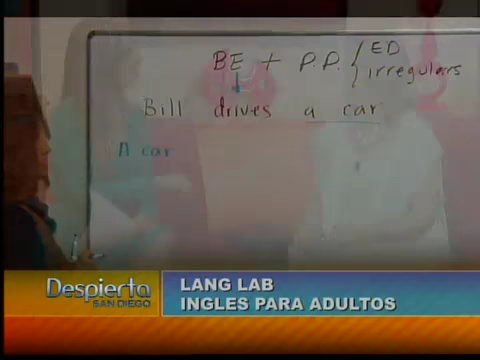 BE + P.P. { ED
irregulars
Bill drives a car
A car
Despierta
SAN DIEGO
LANG LAB
INGLES PARA ADULTOS